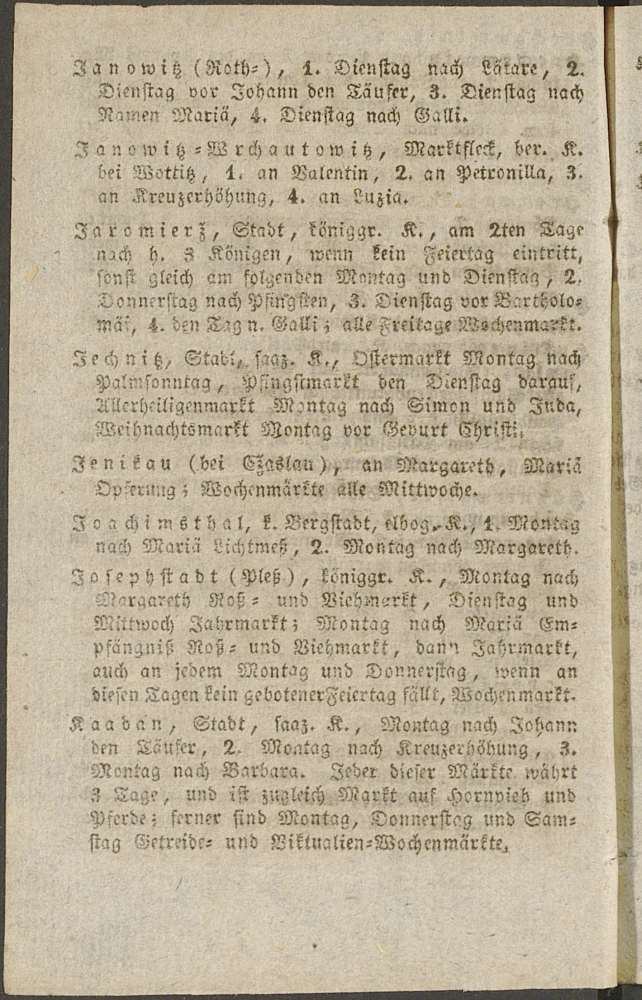 Janowitz (Roth-), 1. Dienstag nach Lätare, 2.
Dienstag vor Johann den Täufer, 3. Dienstag nach
Namen Mariä, 4. Dienstag nach Galli.
Janowitz-Wrchautowitz, Marktfleck, ber. K.
bei Wottitz, 1. an Valentin, 2. an Petronilla, 3.
an Kreuzerhöhung, 4. an Luzia.
Jaromierz, Stadt, königgr. K., am 2ten Tage
nach h. 3 Königen, wenn kein Feiertag eintritt,
sonst gleich am folgenden Montag und Dienstag, 2.
Donnerstag nach Pfingsten, 3. Dienstag vor Bartholo-
mäi, 4. den Tag n. Galli; alle Freitage Wochenmarkt.
Jechnitz, Stadt, saaz. K., Ostermarkt Montag nach
Palmsonntag, Pfingstmarkt den Dienstag darauf,
Allerheiligenmarkt Montag nach Simon und Juda,
Weihnachtsmarkt Montag vor Geburt Christi.
Jenikau (bei Czaslau), an Margareth, Mariä
Opferung; Wochenmärkte alle Mittwoche.
Joachimsthal, k. Bergstadt, elbog. K., 1. Montag
nach Mariä Lichtmeß, 2. Montag nach Margareth.
Josephstadt (Pleß), königgr. K., Montag nach
Margareth Roß- und Viehmarkt, Dienstag und
Mittwoch Jahrmarkt; Montag nach Mariä Em-
pfängniß Roß- und Viehmarkt, dann Jahrmarkt,
auch an jedem Montag und Donnerstag, wenn an
diesen Tagen kein gebotener Feiertag fällt, Wochenmarkt.
Kaadan, Stadt, saaz. K., Montag nach Johann
den Täufer, 2. Montag nach Kreuzerhöhung, 3.
Montag nach Barbara. Jeder dieser Märkte währt
3 Tage, und ist zugleich Markt auf Hornvieh und
Pferde; ferner sind Montag, Donnerstag und Sam-
stag Getreide- und Viktualien-Wochenmärkte.